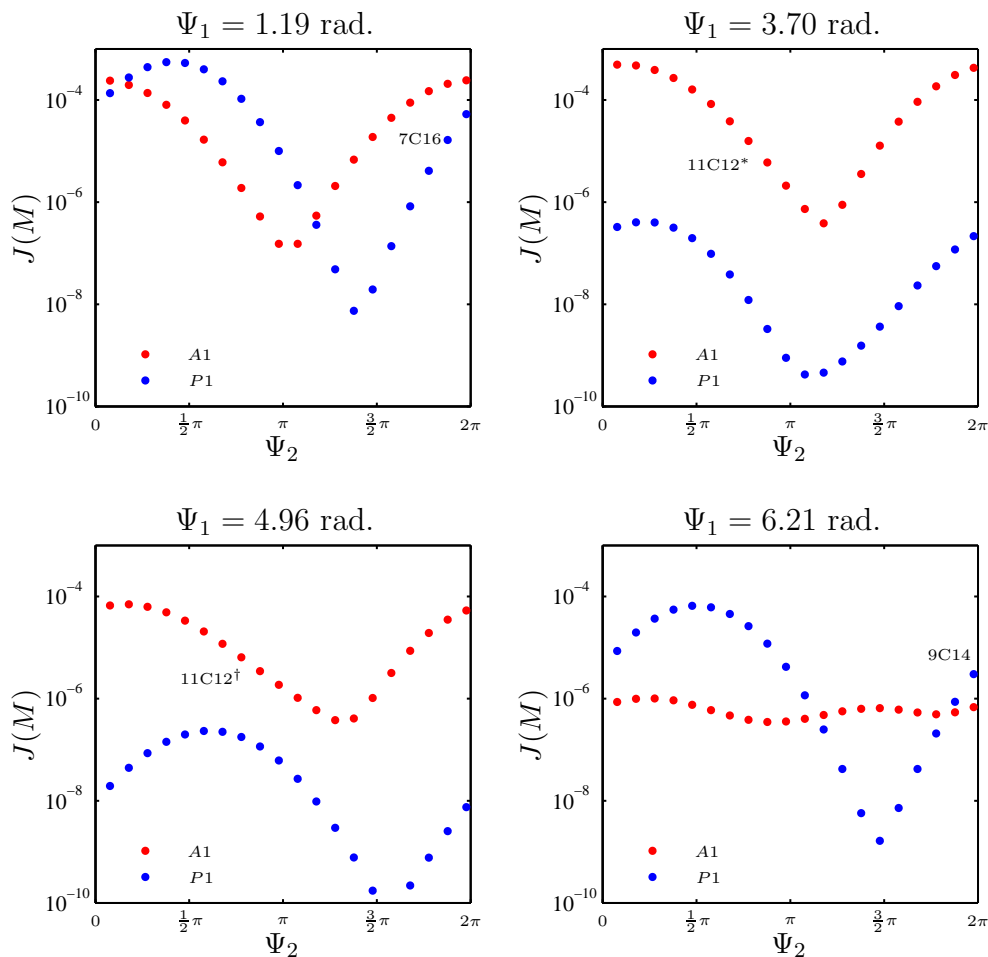 Ψ₁ = 1.19 rad.
J(M)
10⁻⁴
10⁻⁶
10⁻⁸
10⁻¹⁰
7C16
A1
P1
0
½π
π
3/2 π
2π
Ψ₂
Ψ₁ = 3.70 rad.
J(M)
10⁻⁴
10⁻⁶
10⁻⁸
10⁻¹⁰
11C12*
A1
P1
0
½π
π
3/2 π
2π
Ψ₂
Ψ₁ = 4.96 rad.
J(M)
10⁻⁴
10⁻⁶
10⁻⁸
10⁻¹⁰
11C12†
A1
P1
0
½π
π
3/2 π
2π
Ψ₂
Ψ₁ = 6.21 rad.
J(M)
10⁻⁴
10⁻⁶
10⁻⁸
10⁻¹⁰
9C14
A1
P1
0
½π
π
3/2 π
2π
Ψ₂